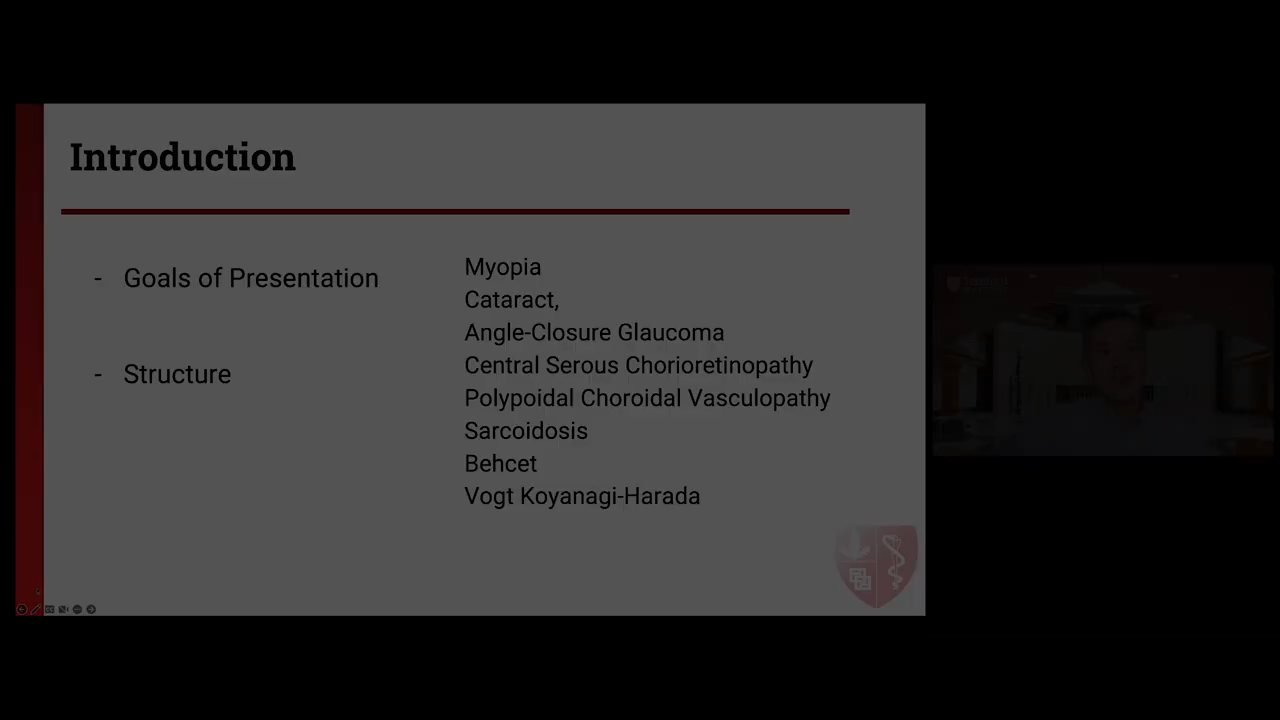 Introduction
- Goals of Presentation
- Structure
Myopia
Cataract,
Angle-Closure Glaucoma
Central Serous Chorioretinopathy
Polypoidal Choroidal Vasculopathy
Sarcoidosis
Behcet
Vogt Koyanagi-Harada